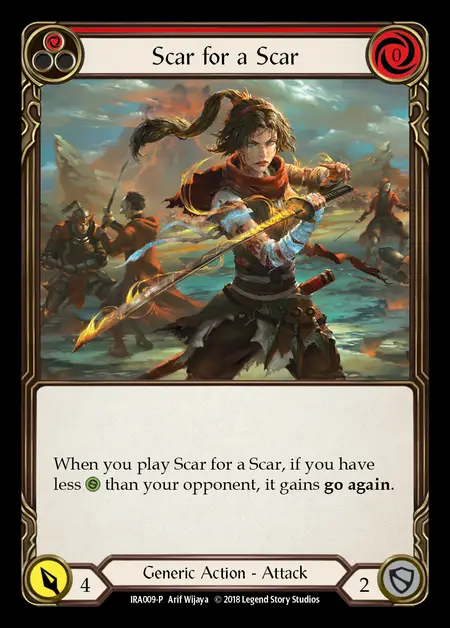 Scar for a Scar
0
When you play Scar for a Scar, if you have
less than your opponent, it gains go again.
4
Generic Action - Attack
2
IRA009-P Arif Wijaya © 2018 Legend Story Studios